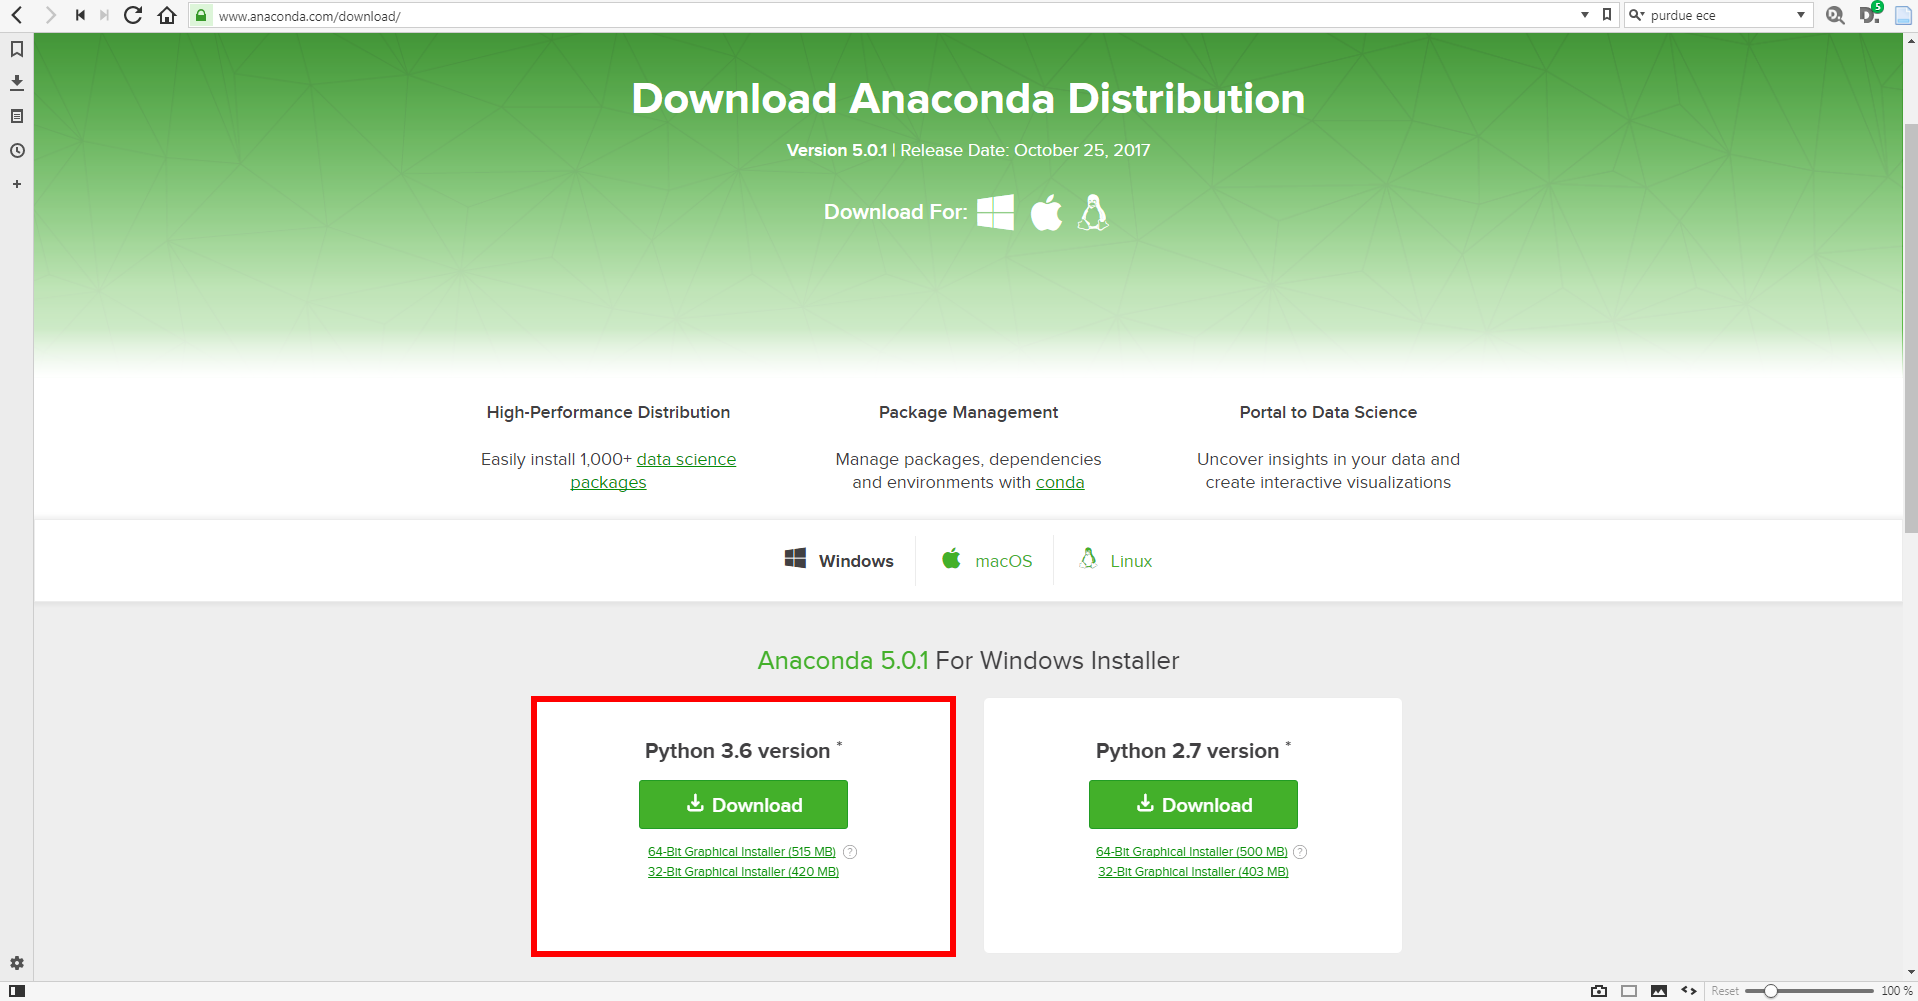 www.anaconda.com/download/
purdue ece
5
Download Anaconda Distribution
Version 5.0.1 | Release Date: October 25, 2017
Download For:
High-Performance Distribution
Easily install 1,000+ data science
packages
Package Management
Manage packages, dependencies
and environments with conda
Portal to Data Science
Uncover insights in your data and
create interactive visualizations
Windows
macOS
Linux
Anaconda 5.0.1 For Windows Installer
Python 3.6 version *
Download
64-Bit Graphical Installer (515 MB) ?
32-Bit Graphical Installer (420 MB)
Python 2.7 version *
Download
64-Bit Graphical Installer (500 MB) ?
32-Bit Graphical Installer (403 MB)
Reset
100 %